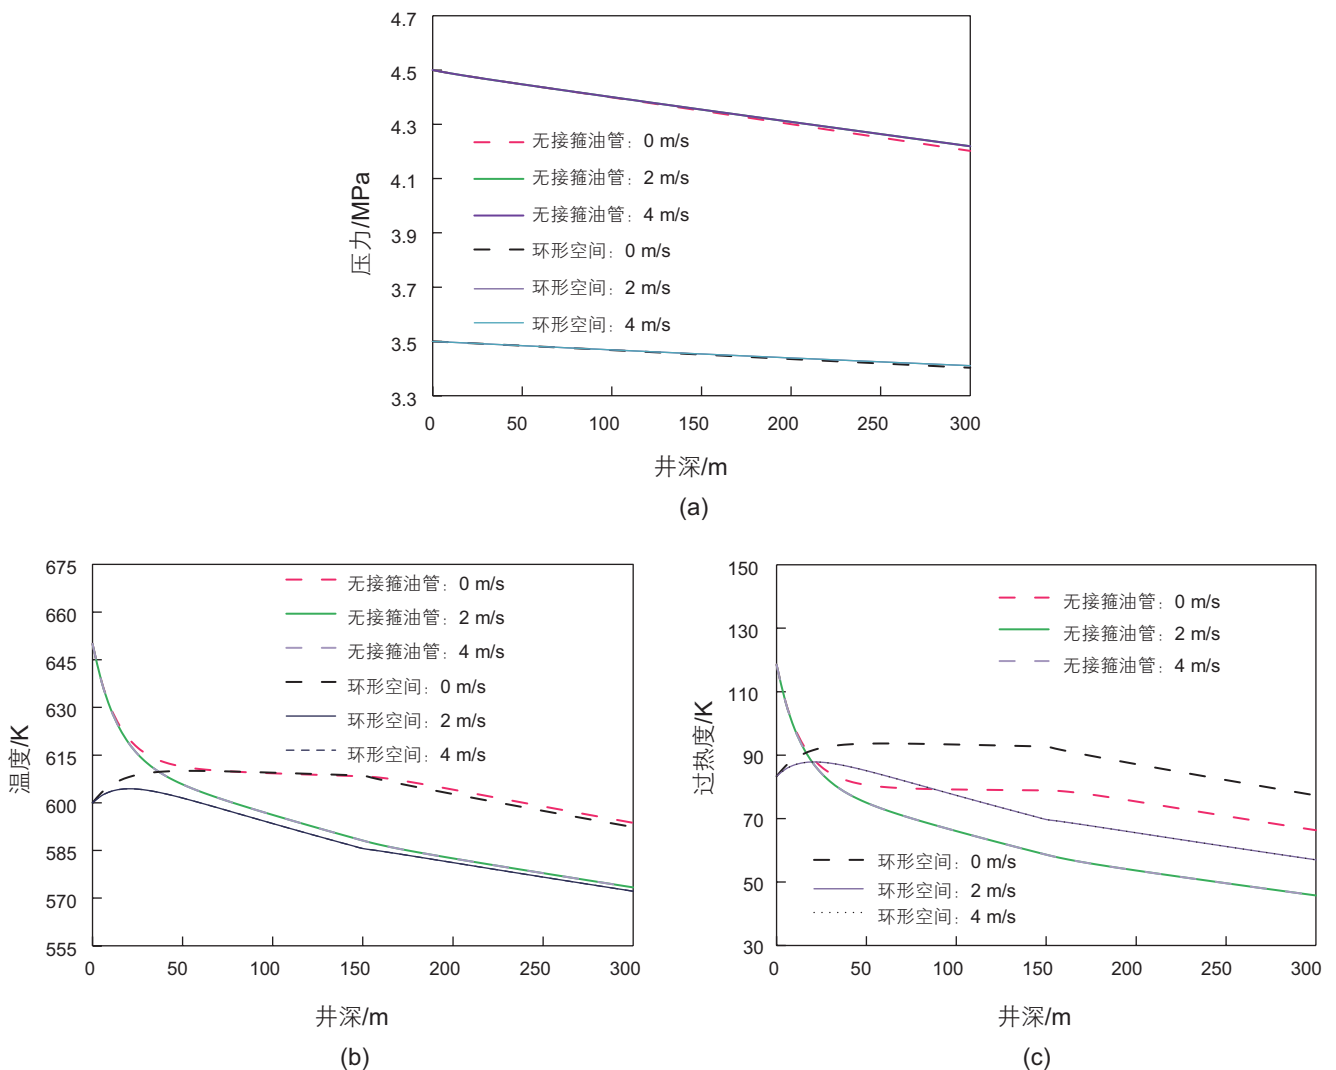 4.7
4.5
4.3
4.1
3.9
3.7
3.5
3.3
压力/MPa
无接箍油管：0 m/s
无接箍油管：2 m/s
无接箍油管：4 m/s
环形空间：0 m/s
环形空间：2 m/s
环形空间：4 m/s
0 50 100 150 200 250 300
井深/m
(a)
675
660
645
630
615
600
585
570
555
温度/K
无接箍油管：0 m/s
无接箍油管：2 m/s
无接箍油管：4 m/s
环形空间：0 m/s
环形空间：2 m/s
环形空间：4 m/s
0 50 100 150 200 250 300
井深/m
(b)
150
130
110
90
70
50
30
过热度/K
无接箍油管：0 m/s
无接箍油管：2 m/s
无接箍油管：4 m/s
环形空间：0 m/s
环形空间：2 m/s
环形空间：4 m/s
0 50 100 150 200 250 300
井深/m
(c)